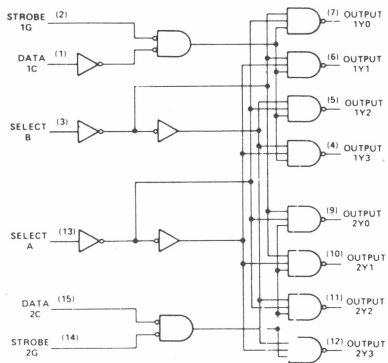 STROBE (2)
1G
DATA (1)
1C
SELECT (3)
B
SELECT (13)
A
DATA (15)
2C
STROBE (14)
2G
(7) OUTPUT
1Y0
(6) OUTPUT
1Y1
(5) OUTPUT
1Y2
(4) OUTPUT
1Y3
(9) OUTPUT
2Y0
(10) OUTPUT
2Y1
(11) OUTPUT
2Y2
(12) OUTPUT
2Y3